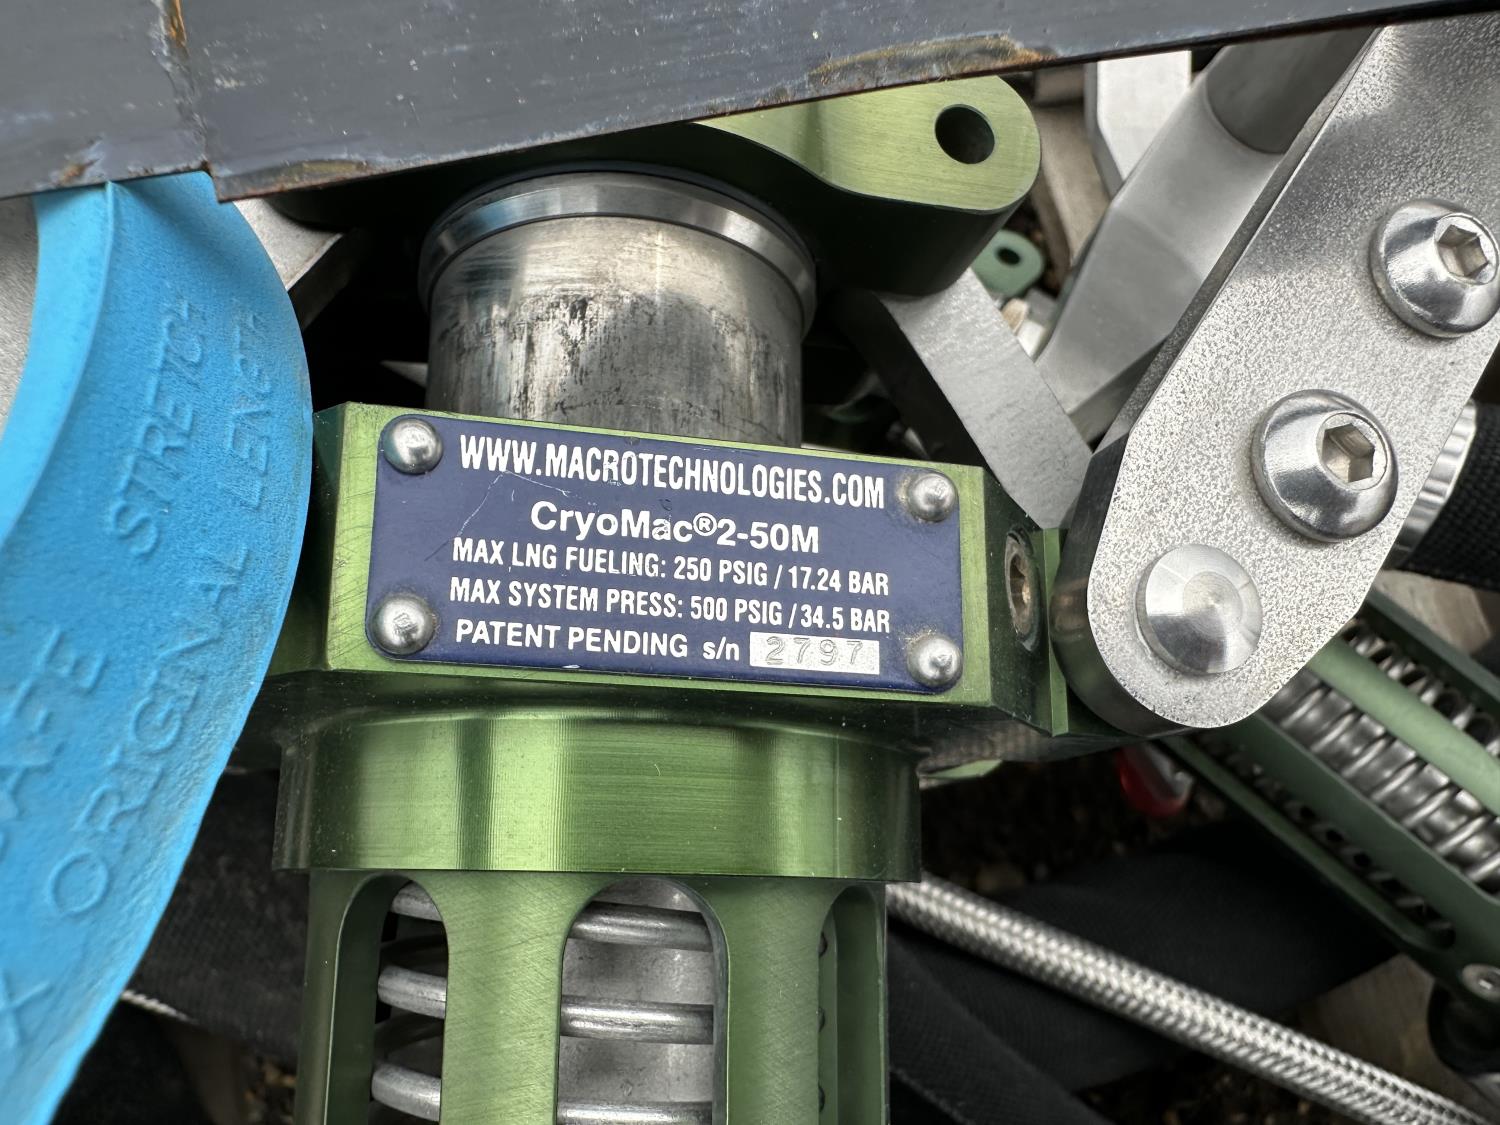 WWW.MACROTECHNOLOGIES.COM
CryoMac®2-50M
MAX LNG FUELING: 250 PSIG / 17.24 BAR
MAX SYSTEM PRESS: 500 PSIG / 34.5 BAR
PATENT PENDING s/n 2797
STRETCH
ORIGINAL LENGTH